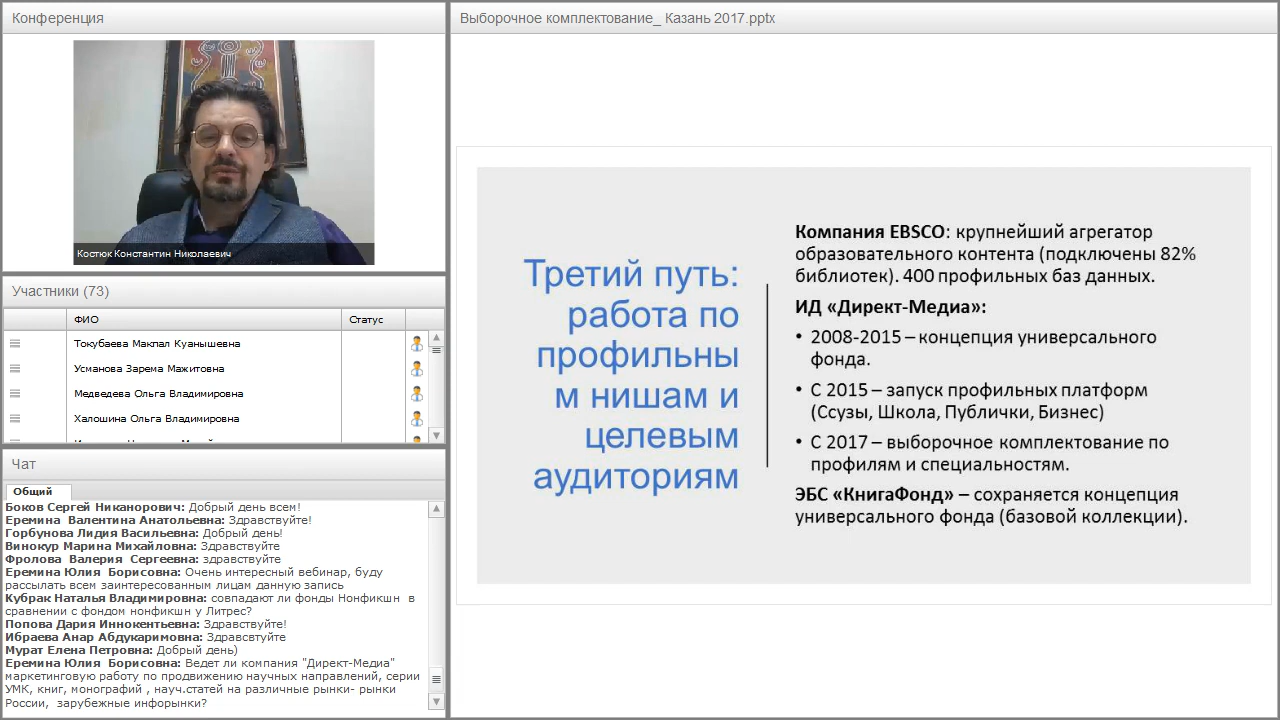 Конференция
Костюк Константин Николаевич
Участники (73)
ФИО Статус
Токубаева Макпал Куанышевна
Усманова Зарема Мажитовна
Медведева Ольга Владимировна
Халошина Ольга Владимировна
Чат
Общий
Боков Сергей Никанорович: Добрый день всем!
Еремина Валентина Анатольевна: Здравствуйте!
Горбунова Лидия Васильевна: Добрый день!
Винокур Марина Михайловна: Здравствуйте
Фролова Валерия Сергеевна: здравствуйте
Еремина Юлия Борисовна: Очень интересный вебинар, буду
рассылать всем заинтересованным лицам данную запись
Кубрак Наталья Владимировна: совпадают ли фонды Нонфикшн в
сравнении с фондом нонфикшн у Литрес?
Попова Дария Иннокентьевна: Здравствуйте!
Ибраева Анар Абдукаримовна: Здравсвтуйте
Мурат Елена Петровна: Добрый день)
Еремина Юлия Борисовна: Ведет ли компания "Директ-Медиа"
маркетинговую работу по продвижению научных направлений, серии
УМК, книг, монографий , науч.статей на различные рынки- рынки
России, зарубежные инфорынки?
Выборочное комплектование_ Казань 2017.pptx
Третий путь:
работа по
профильны
м нишам и
целевым
аудиториям
Компания EBSCO: крупнейший агрегатор
образовательного контента (подключены 82%
библиотек). 400 профильных баз данных.
ИД «Директ-Медиа»:
• 2008-2015 – концепция универсального
фонда.
• С 2015 – запуск профильных платформ
(Ссузы, Школа, Публички, Бизнес)
• С 2017 – выборочное комплектование по
профилям и специальностям.
ЭБС «КнигаФонд» – сохраняется концепция
универсального фонда (базовой коллекции).